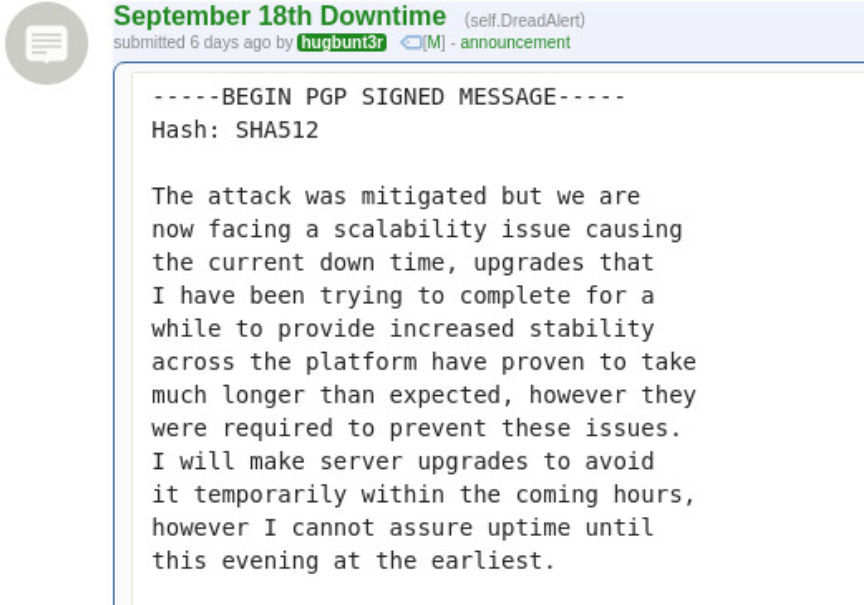 September 18th Downtime (self.DreadAlert)
submitted 6 days ago by hugbunt3r [M] - announcement
-----BEGIN PGP SIGNED MESSAGE-----
Hash: SHA512
The attack was mitigated but we are
now facing a scalability issue causing
the current down time, upgrades that
I have been trying to complete for a
while to provide increased stability
across the platform have proven to take
much longer than expected, however they
were required to prevent these issues.
I will make server upgrades to avoid
it temporarily within the coming hours,
however I cannot assure uptime until
this evening at the earliest.